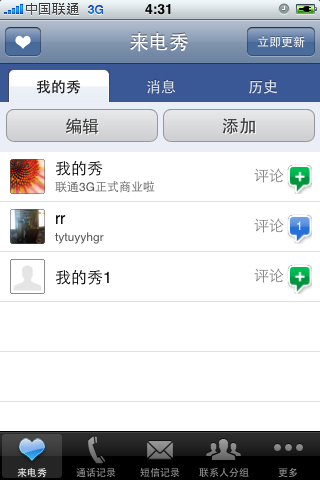 中国联通 3G 4:31
来电秀 立即更新
我的秀 消息 历史
编辑 添加
我的秀 评论
联通3G正式商业啦
rr 评论 1
tytuyyhgr
我的秀1 评论
来电秀 通话记录 短信记录 联系人分组 更多